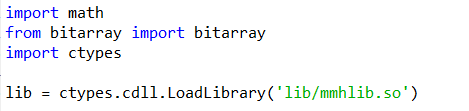 import math
from bitarray import bitarray
import ctypes
lib = ctypes.cdll.LoadLibrary('lib/mmhlib.so')